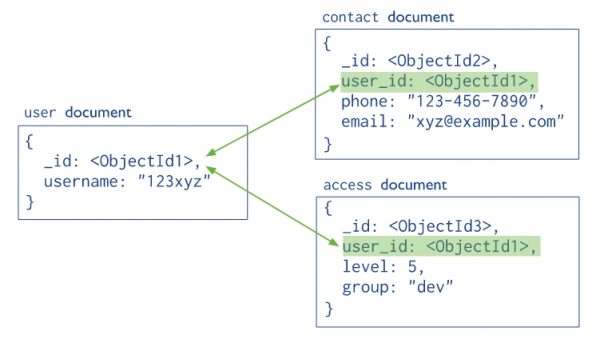 user document
{
_id: <ObjectId1>,
username: "123xyz"
}
contact document
{
_id: <ObjectId2>,
user_id: <ObjectId1>,
phone: "123-456-7890",
email: "xyz@example.com"
}
access document
{
_id: <ObjectId3>,
user_id: <ObjectId1>,
level: 5,
group: "dev"
}